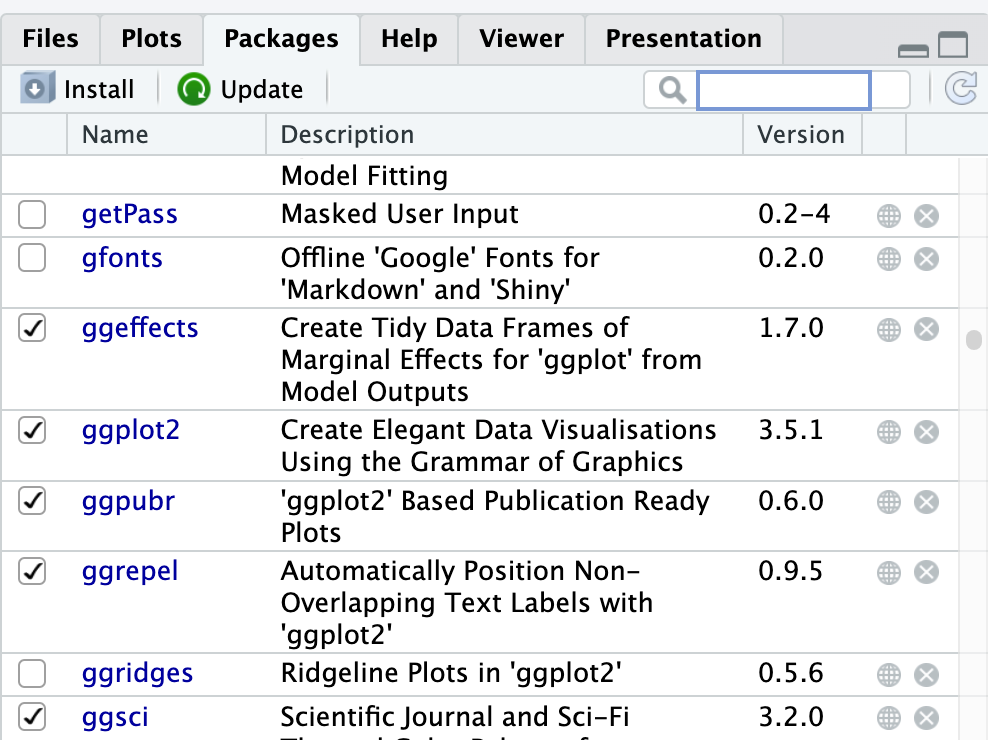 Files Plots Packages Help Viewer Presentation
Install Update
Name Description Version
Model Fitting
getPass Masked User Input 0.2-4
gfonts Offline 'Google' Fonts for 0.2.0
'Markdown' and 'Shiny'
ggeffects Create Tidy Data Frames of 1.7.0
Marginal Effects for 'ggplot' from
Model Outputs
ggplot2 Create Elegant Data Visualisations 3.5.1
Using the Grammar of Graphics
ggpubr 'ggplot2' Based Publication Ready 0.6.0
Plots
ggrepel Automatically Position Non-0.9.5
Overlapping Text Labels with
'ggplot2'
ggridges Ridgeline Plots in 'ggplot2' 0.5.6
ggsci Scientific Journal and Sci-Fi 3.2.0